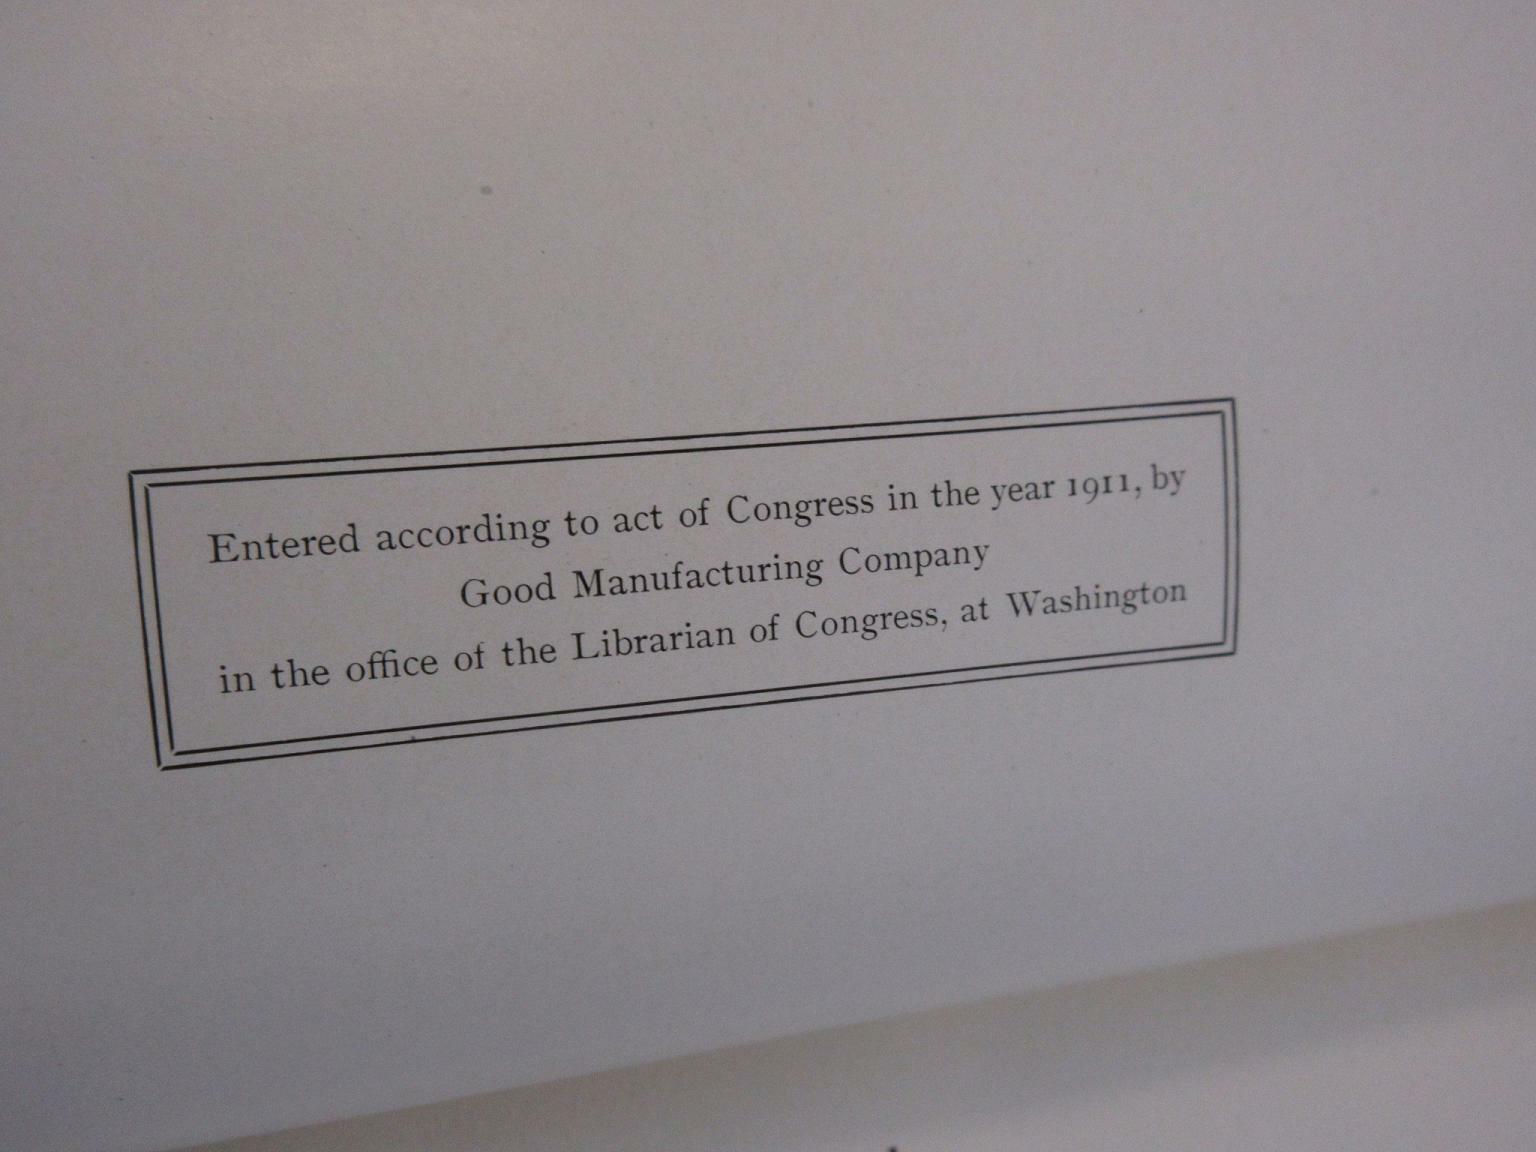 Entered according to act of Congress in the year 1911, by
Good Manufacturing Company
in the office of the Librarian of Congress, at Washington